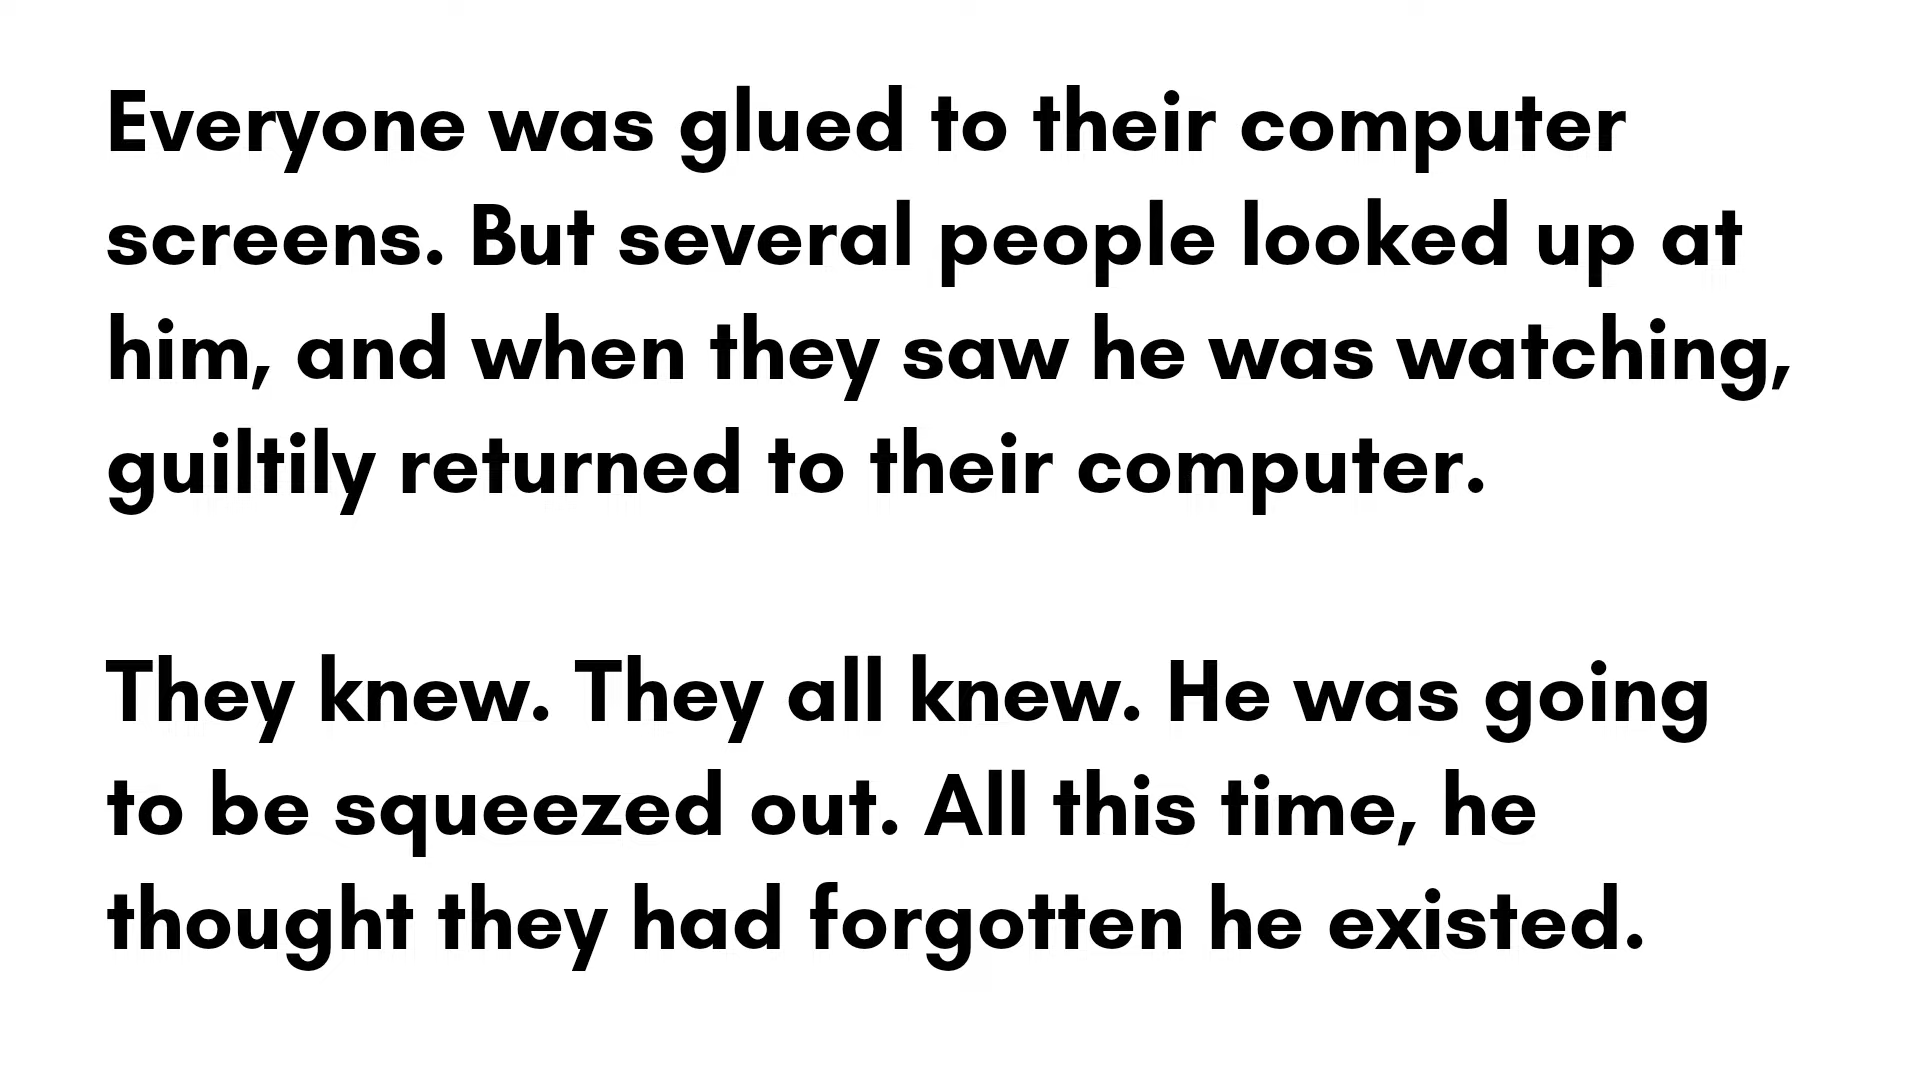 Everyone was glued to their computer
screens. But several people looked up at
him, and when they saw he was watching,
guiltily returned to their computer.
They knew. They all knew. He was going
to be squeezed out. All this time, he
thought they had forgotten he existed.